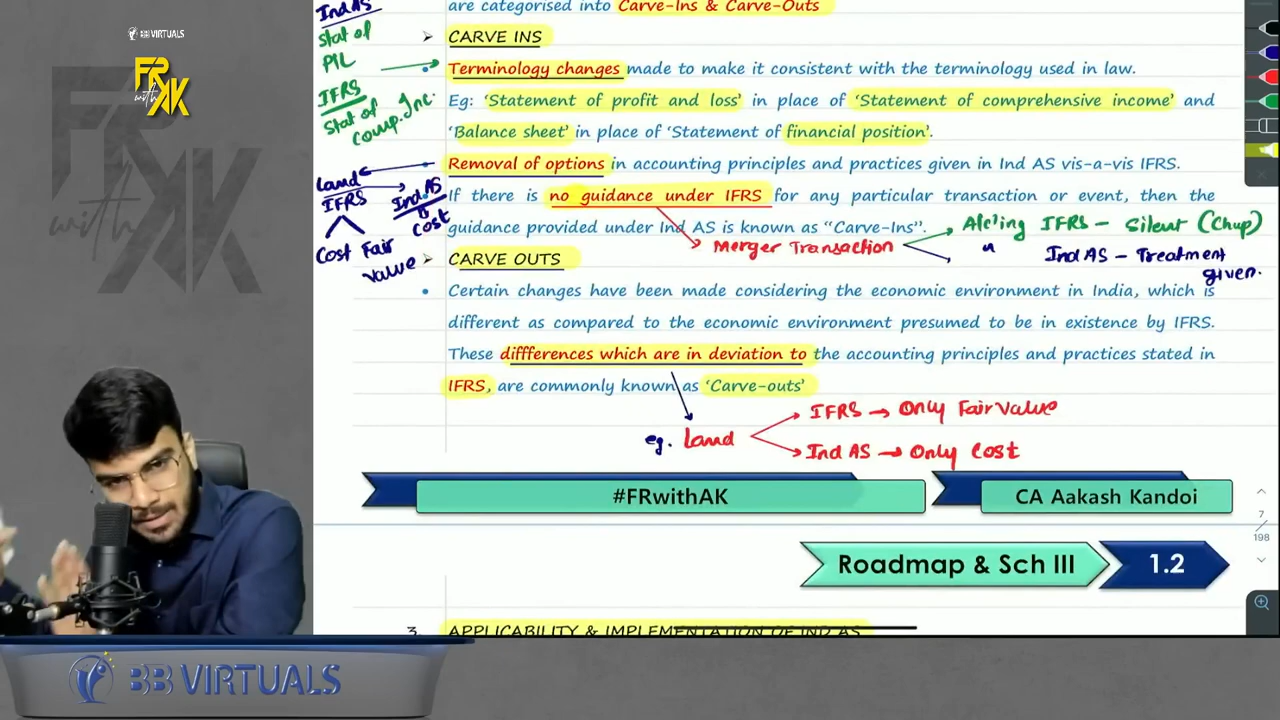 BB VIRTUALS
FR
with AK
Ind AS
Stat of
P/L
IFRS
Stat of
Comp. Inc.
are categorised into Carve-Ins & Carve-Outs
CARVE INS
Terminology changes made to make it consistent with the terminology used in law.
Eg: 'Statement of profit and loss' in place of 'Statement of comprehensive income' and
'Balance sheet' in place of 'Statement of financial position'.
Removal of options in accounting principles and practices given in Ind AS vis-a-vis IFRS.
Land
IFRS
Cost Fair
Value
Ind AS
Cost
If there is no guidance under IFRS for any particular transaction or event, then the
guidance provided under Ind AS is known as "Carve-Ins".
Merger Transaction
IFRS - Silent (Chup)
Ind AS - Treatment
given.
CARVE OUTS
Certain changes have been made considering the economic environment in India, which is
different as compared to the economic environment presumed to be in existence by IFRS.
These diffferences which are in deviation to the accounting principles and practices stated in
IFRS, are commonly known as 'Carve-outs'
eg. Land
IFRS → Only Fair Value
Ind AS → Only Cost
#FRwithAK
CA Aakash Kandoi
7
198
Roadmap & Sch III
1.2
3. APPLICABILITY & IMPLEMENTATION OF IND AS
BB VIRTUALS